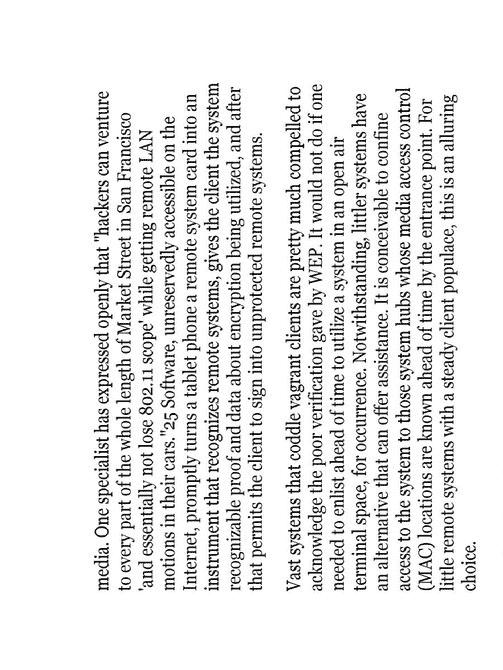 media. One specialist has expressed openly that "hackers can venture
to every part of the whole length of Market Street in San Francisco
'and essentially not lose 802.11 scope' while getting remote LAN
motions in their cars."25 Software, unreservedly accessible on the
Internet, promptly turns a tablet phone a remote system card into an
instrument that recognizes remote systems, gives the client the system
recognizable proof and data about encryption being utilized, and after
that permits the client to sign into unprotected remote systems.
Vast systems that coddle vagrant clients are pretty much compelled to
acknowledge the poor verification gave by WEP. It would not do if one
needed to enlist ahead of time to utilize a system in an open air
terminal space, for occurrence. Notwithstanding, littler systems have
an alternative that can offer assistance. It is conceivable to confine
access to the system to those system hubs whose media access control
(MAC) locations are known ahead of time by the entrance point. For
little remote systems with a steady client populace, this is an alluring
choice.